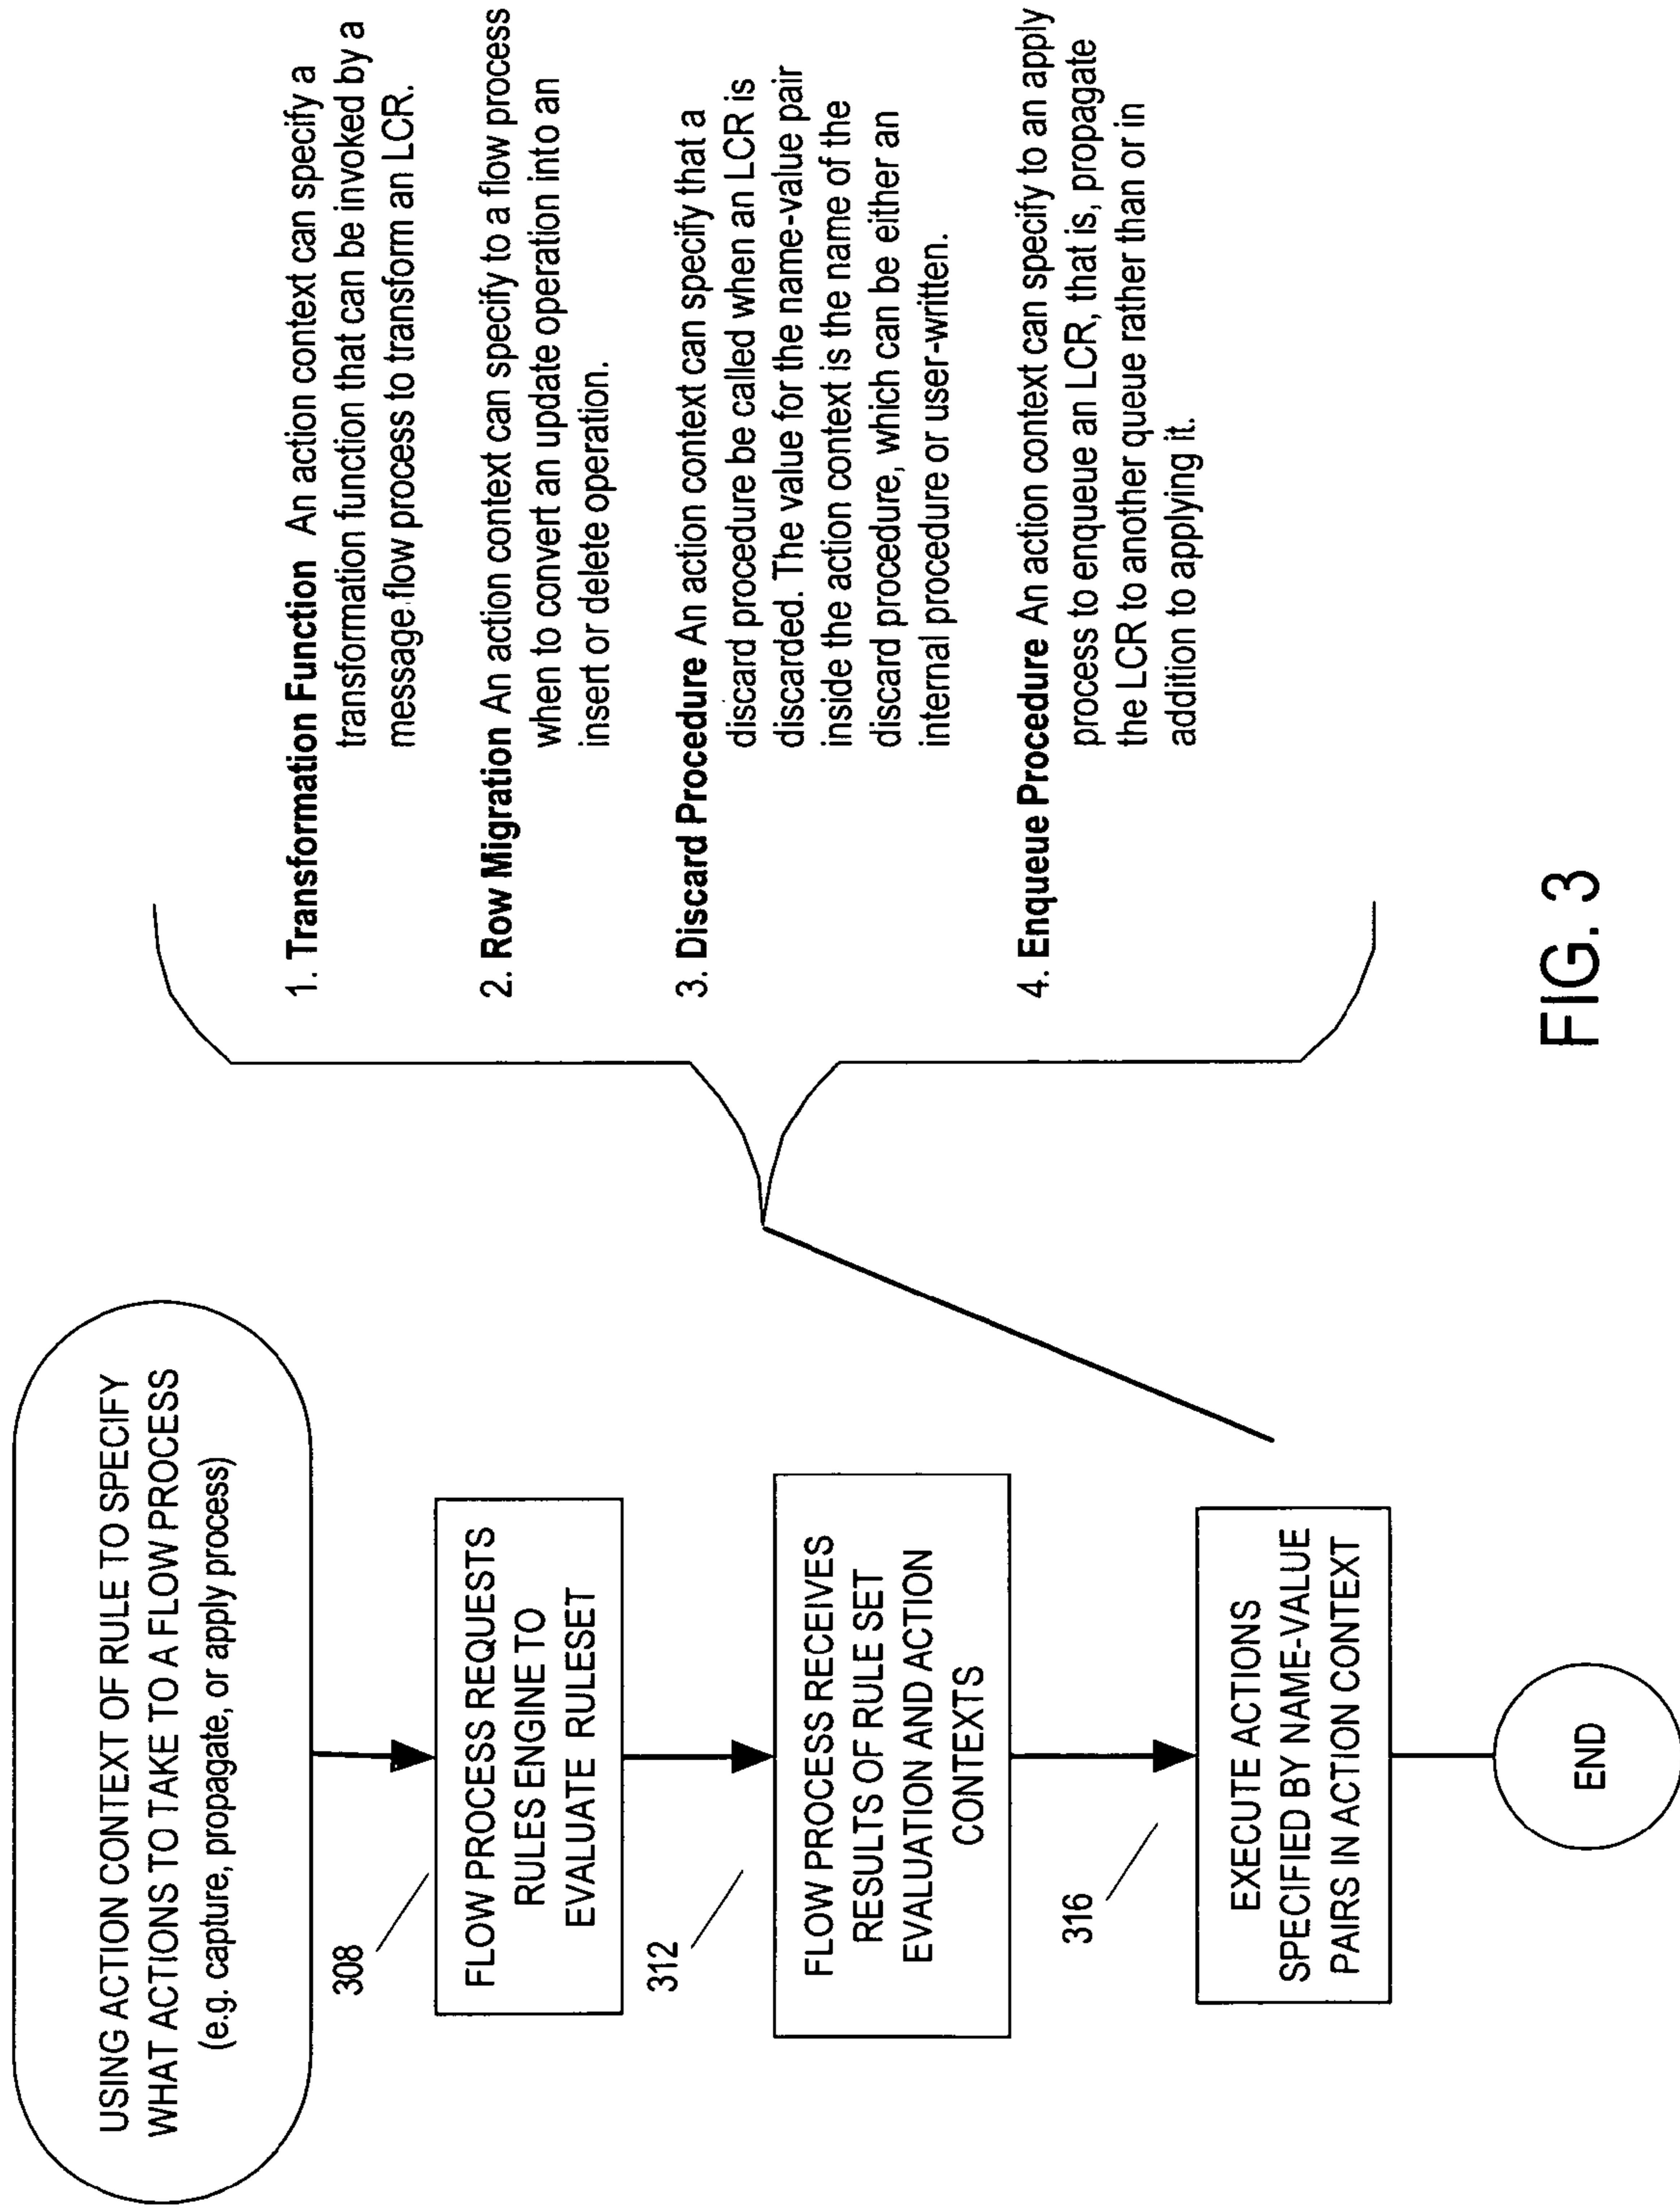 USING ACTION CONTEXT OF RULE TO SPECIFY
WHAT ACTIONS TO TAKE TO A FLOW PROCESS
(e.g. capture, propagate, or apply process)
308
FLOW PROCESS REQUESTS
RULES ENGINE TO
EVALUATE RULESET
312
FLOW PROCESS RECEIVES
RESULTS OF RULE SET
EVALUATION AND ACTION
CONTEXTS
316
EXECUTE ACTIONS
SPECIFIED BY NAME-VALUE
PAIRS IN ACTION CONTEXT
END
1. Transformation Function An action context can specify a
transformation function that can be invoked by a
message flow process to transform an LCR.
2. Row Migration An action context can specify to a flow process
when to convert an update operation into an
insert or delete operation.
3. Discard Procedure An action context can specify that a
discard procedure be called when an LCR is
discarded. The value for the name-value pair
inside the action context is the name of the
discard procedure, which can be either an
internal procedure or user-written.
4. Enqueue Procedure An action context can specify to an apply
process to enqueue an LCR, that is, propagate
the LCR to another queue rather than or in
addition to applying it.
FIG. 3